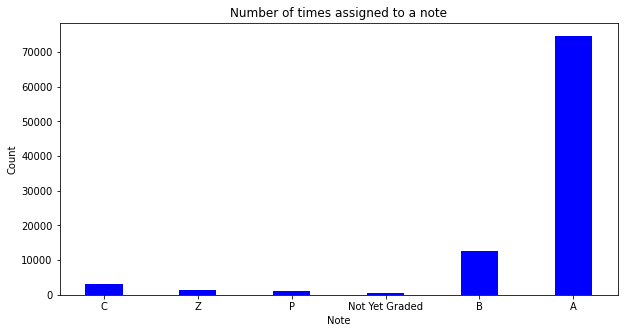 Number of times assigned to a note
70000
60000
50000
40000
30000
20000
10000
0
Count
C Z P Not Yet Graded B A
Note